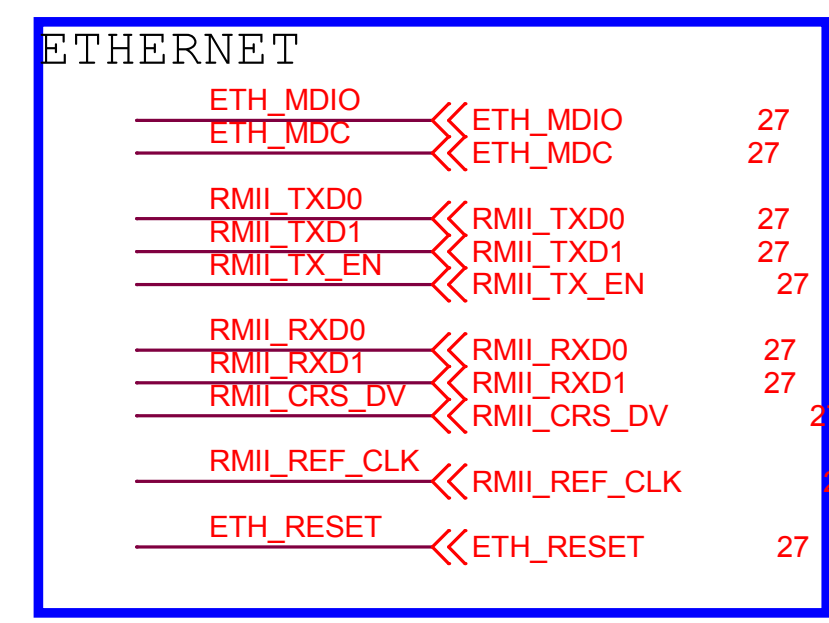 ETHERNET
ETH_MDIO ETH_MDIO 27
ETH_MDC ETH_MDC 27
RMII_TXD0 RMII_TXD0 27
RMII_TXD1 RMII_TXD1 27
RMII_TX_EN RMII_TX_EN 27
RMII_RXD0 RMII_RXD0 27
RMII_RXD1 RMII_RXD1 27
RMII_CRS_DV RMII_CRS_DV
RMII_REF_CLK RMII_REF_CLK
ETH_RESET ETH_RESET 27